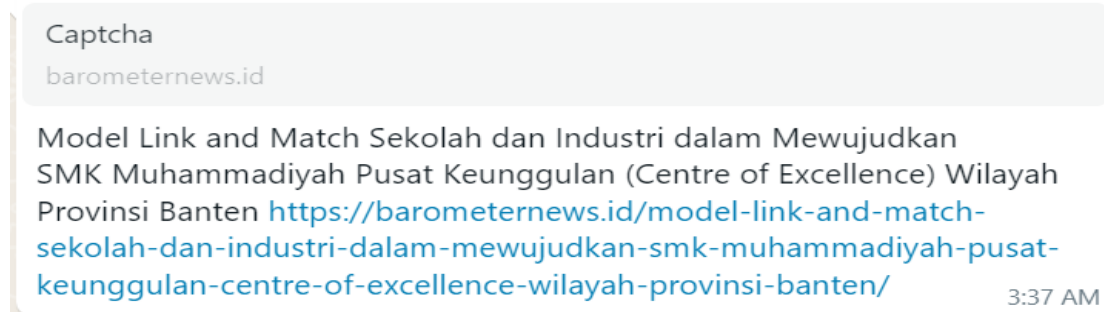 Captcha
barometernews.id
Model Link and Match Sekolah dan Industri dalam Mewujudkan
SMK Muhammadiyah Pusat Keunggulan (Centre of Excellence) Wilayah
Provinsi Banten https://barometernews.id/model-link-and-match-
sekolah-dan-industri-dalam-mewujudkan-smk-muhammadiyah-pusat-
keunggulan-centre-of-excellence-wilayah-provinsi-banten/
3:37 AM